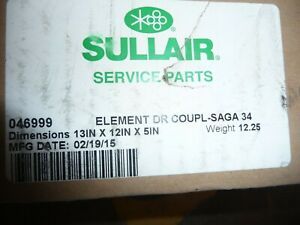 SULLAIR®
SERVICE PARTS
046999 ELEMENT DR COUPL-SAGA 34
Dimensions 13IN X 12IN X 5IN Weight 12.25
MFG DATE: 02/19/15